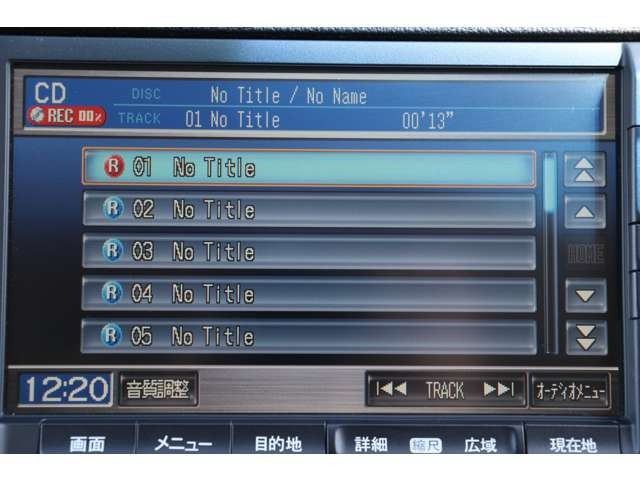 CD DISC No Title / No Name
REC 00% TRACK 01 No Title 00'13"
R 01 No Title
R 02 No Title
R 03 No Title
HOME
R 04 No Title
R 05 No Title
12:20 音質調整 TRACK オーディオメニュー
画面 メニュー 目的地 詳細 縮尺 広域 現在地